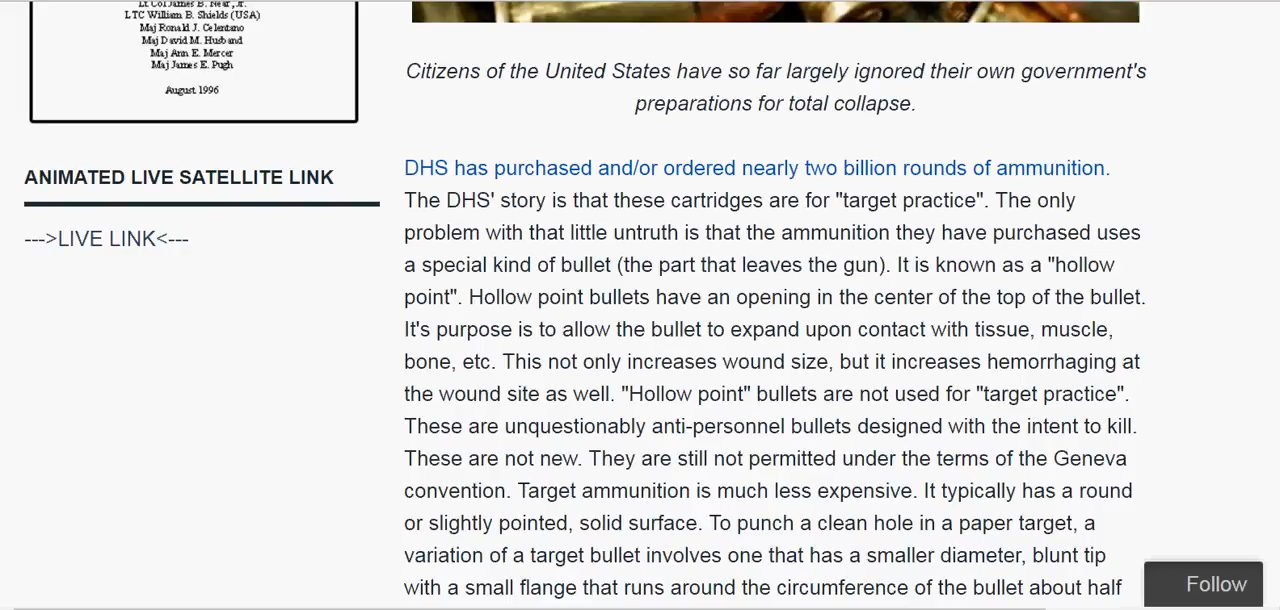 Lt Col James B. Near, Jr.
LTC William B. Shields (USA)
Maj Ronald J. Celentano
Maj David M. Husband
Maj Ann E. Mercer
Maj James E. Pugh
August 1996
ANIMATED LIVE SATELLITE LINK
--->LIVE LINK<---
Citizens of the United States have so far largely ignored their own government's
preparations for total collapse.
DHS has purchased and/or ordered nearly two billion rounds of ammunition.
The DHS' story is that these cartridges are for "target practice". The only
problem with that little untruth is that the ammunition they have purchased uses
a special kind of bullet (the part that leaves the gun). It is known as a "hollow
point". Hollow point bullets have an opening in the center of the top of the bullet.
It's purpose is to allow the bullet to expand upon contact with tissue, muscle,
bone, etc. This not only increases wound size, but it increases hemorrhaging at
the wound site as well. "Hollow point" bullets are not used for "target practice".
These are unquestionably anti-personnel bullets designed with the intent to kill.
These are not new. They are still not permitted under the terms of the Geneva
convention. Target ammunition is much less expensive. It typically has a round
or slightly pointed, solid surface. To punch a clean hole in a paper target, a
variation of a target bullet involves one that has a smaller diameter, blunt tip
with a small flange that runs around the circumference of the bullet about half
Follow